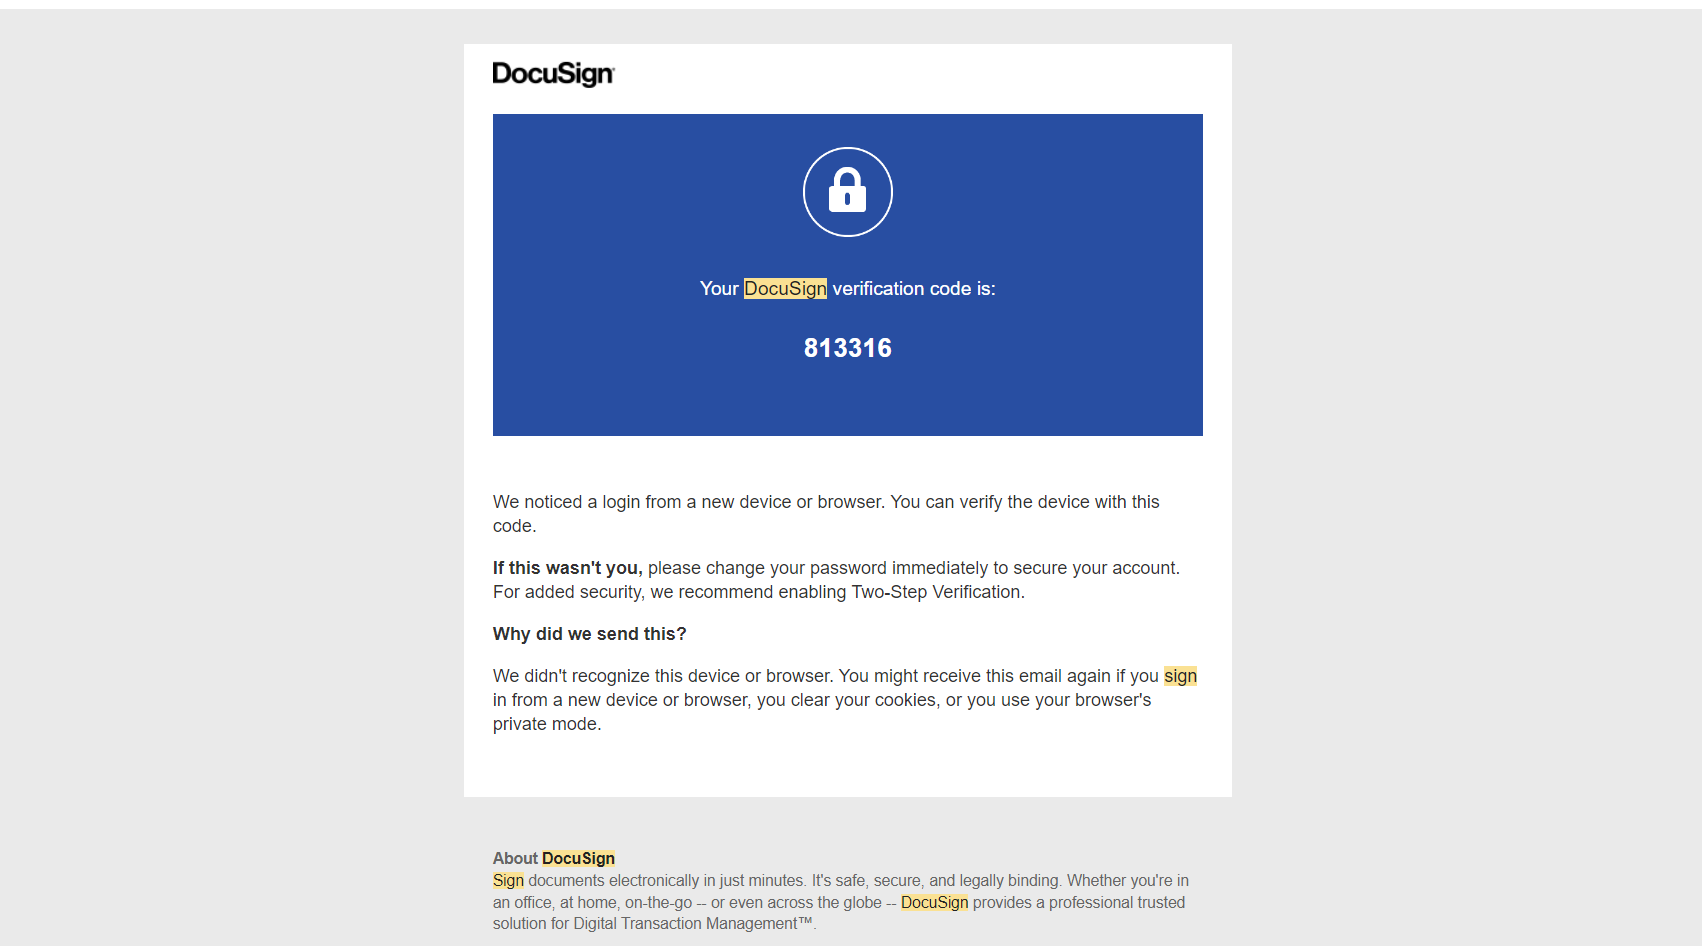 DocuSign
Your DocuSign verification code is:
813316
We noticed a login from a new device or browser. You can verify the device with this
code.
If this wasn't you, please change your password immediately to secure your account.
For added security, we recommend enabling Two-Step Verification.
Why did we send this?
We didn't recognize this device or browser. You might receive this email again if you sign
in from a new device or browser, you clear your cookies, or you use your browser's
private mode.
About DocuSign
Sign documents electronically in just minutes. It's safe, secure, and legally binding. Whether you're in
an office, at home, on-the-go -- or even across the globe -- DocuSign provides a professional trusted
solution for Digital Transaction Management™.